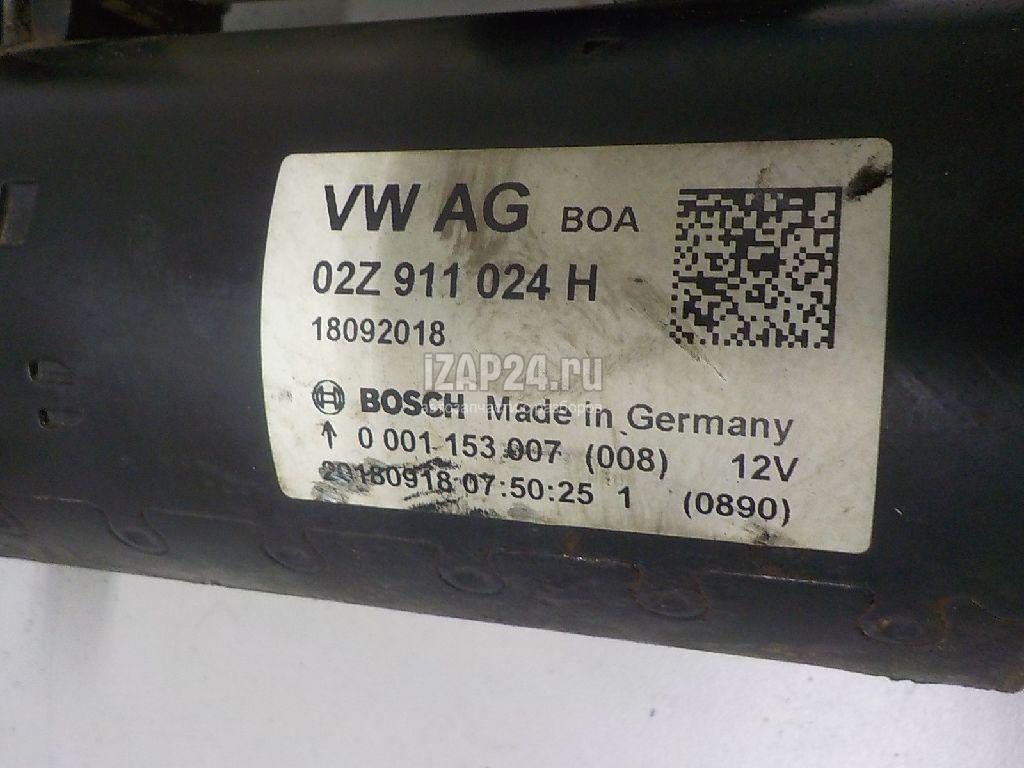 VW AG BOA
02Z 911 024 H
18092018
iZAP24.ru
BOSCH Made in Germany
↑ 0 001 153 007 (008) 12V
20180918 07:50:25 1 (0890)